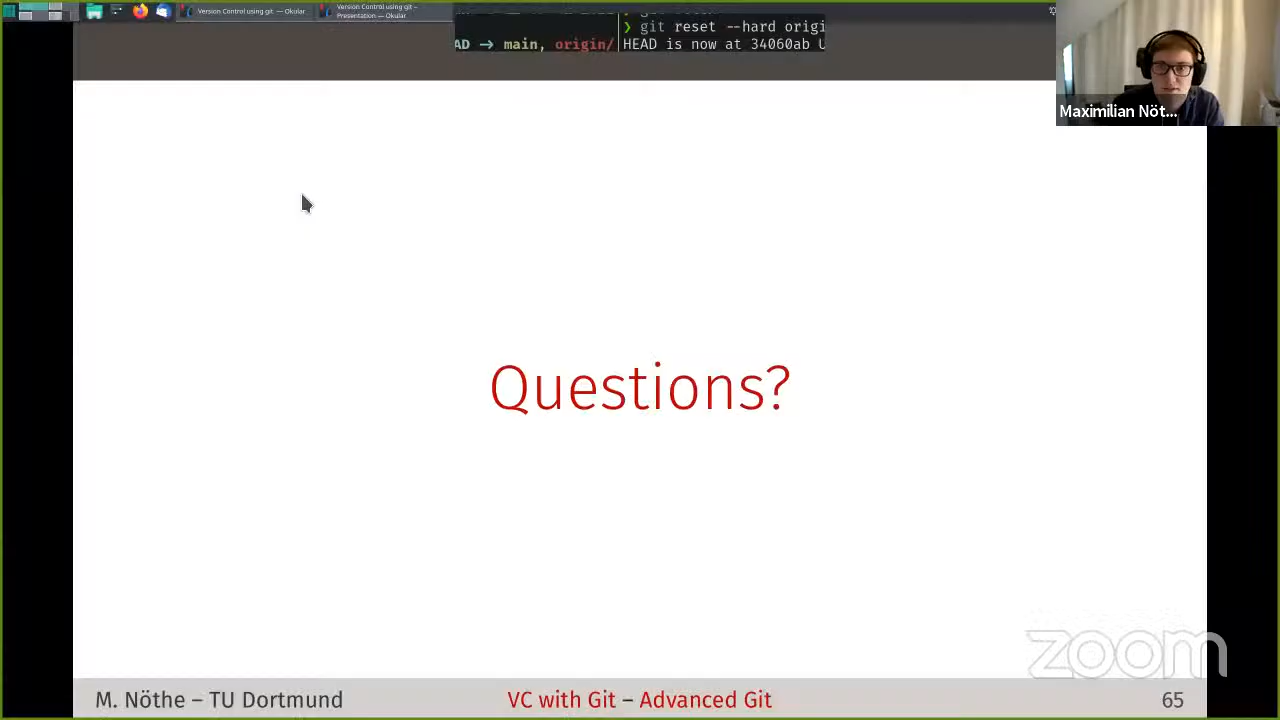 Version Control using git — Okular
Version Control using git –
Presentation — Okular
❯ git reset --hard origi
AD → main, origin/
HEAD is now at 34060ab U
Maximilian Nöt...
Questions?
zoom
M. Nöthe – TU Dortmund
VC with Git – Advanced Git
65